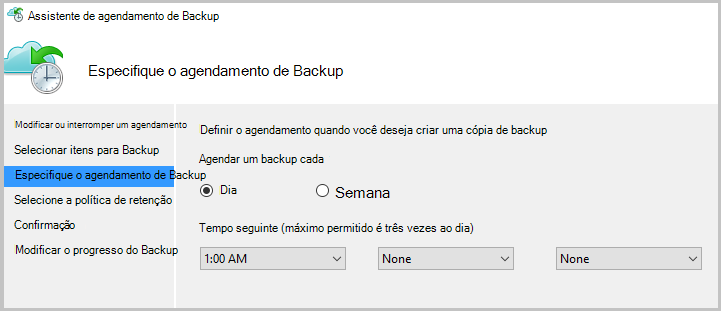 Assistente de agendamento de Backup
Especifique o agendamento de Backup
Modificar ou interromper um agendamento
Selecionar itens para Backup
Especifique o agendamento de Backup
Selecione a política de retenção
Confirmação
Modificar o progresso do Backup
Definir o agendamento quando você deseja criar uma cópia de backup
Agendar um backup cada
Dia
Semana
Tempo seguinte (máximo permitido é três vezes ao dia)
1:00 AM
None
None